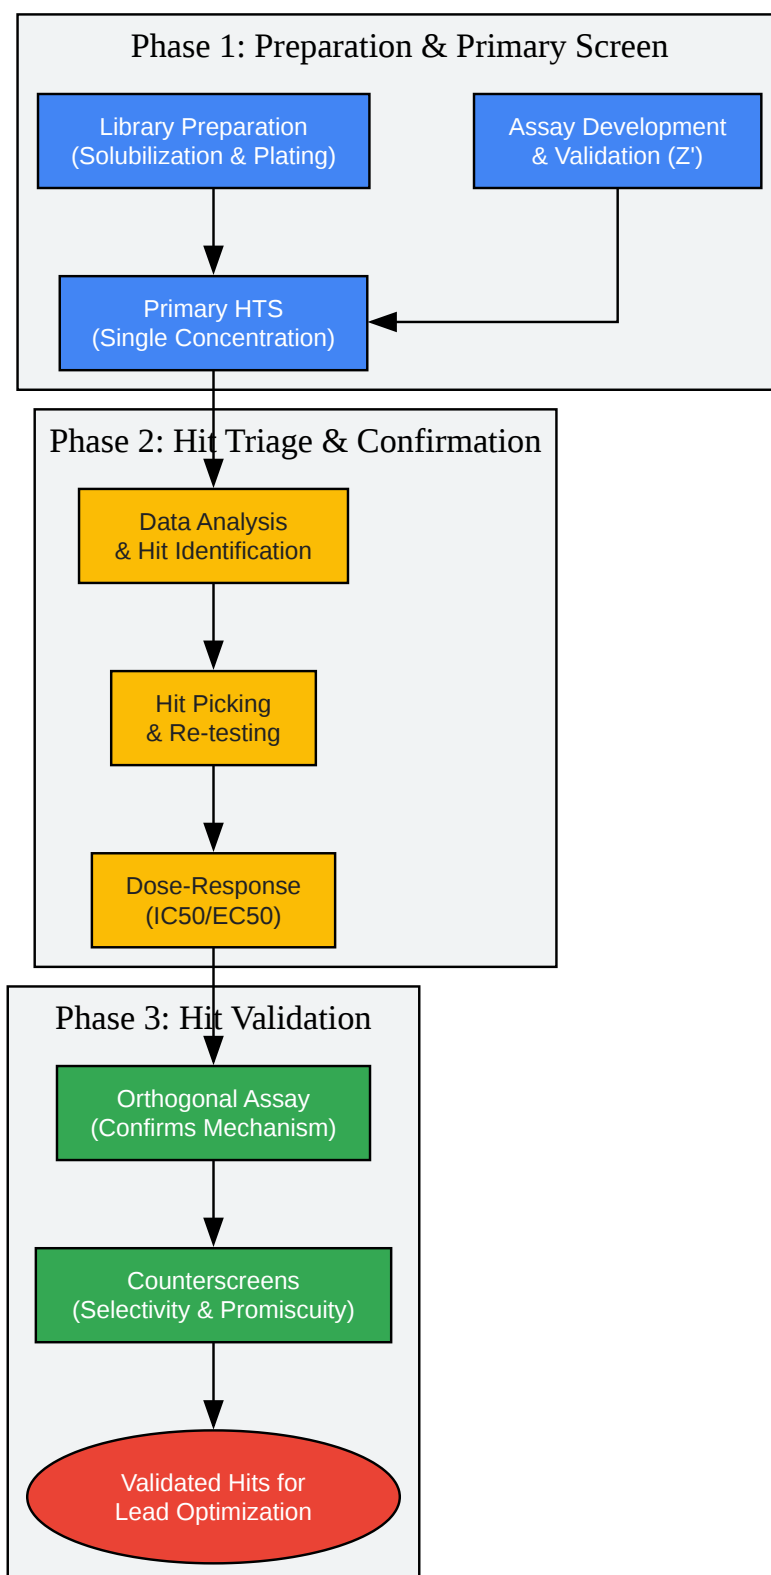 Phase 1: Preparation & Primary Screen
Library Preparation
(Solubilization & Plating)
Assay Development
& Validation (Z')
Primary HTS
(Single Concentration)
Phase 2: Hit Triage & Confirmation
Data Analysis
& Hit Identification
Hit Picking
& Re-testing
Dose-Response
(IC50/EC50)
Phase 3: Hit Validation
Orthogonal Assay
(Confirms Mechanism)
Counterscreens
(Selectivity & Promiscuity)
Validated Hits for
Lead Optimization